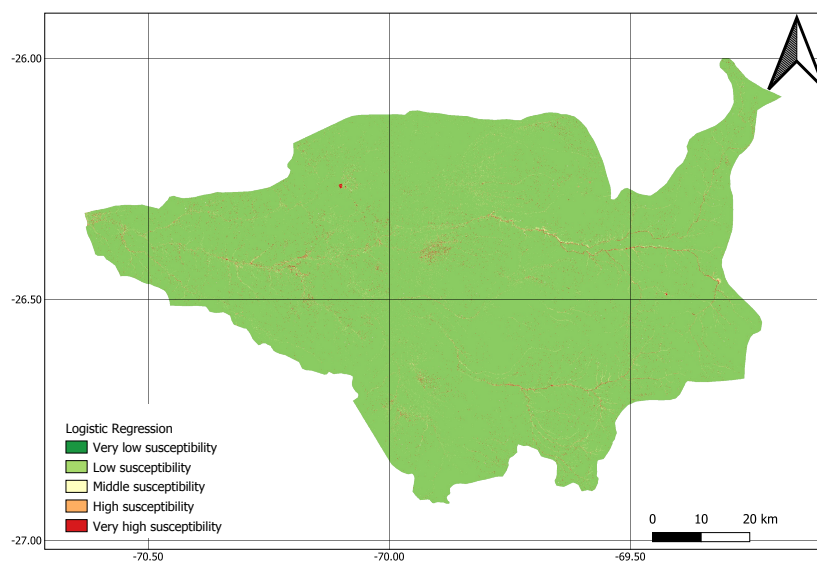 -26.00
-26.50
Logistic Regression
Very low susceptibility
Low susceptibility
Middle susceptibility
High susceptibility
Very high susceptibility
0 10 20 km
-27.00
-70.50 -70.00 -69.50